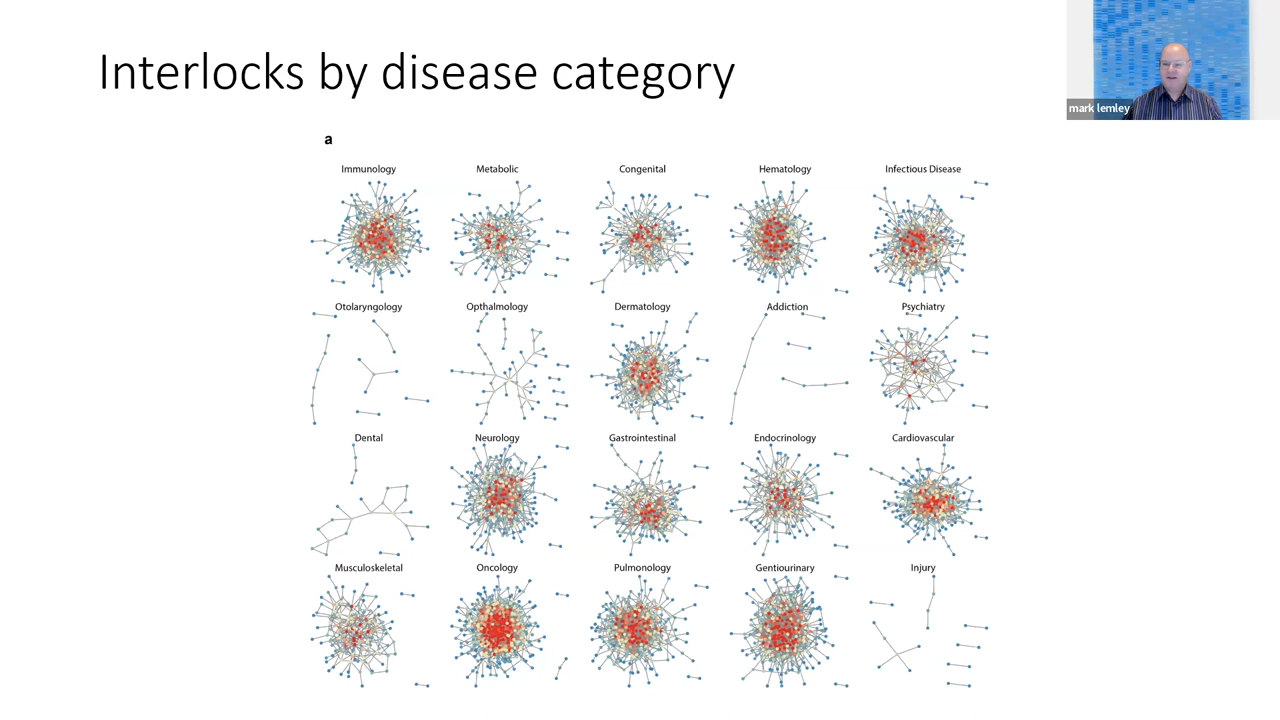 Interlocks by disease category
mark lemley
a
Immunology
Metabolic
Congenital
Hematology
Infectious Disease
Otolaryngology
Opthalmology
Dermatology
Addiction
Psychiatry
Dental
Neurology
Gastrointestinal
Endocrinology
Cardiovascular
Musculoskeletal
Oncology
Pulmonology
Gentiourinary
Injury